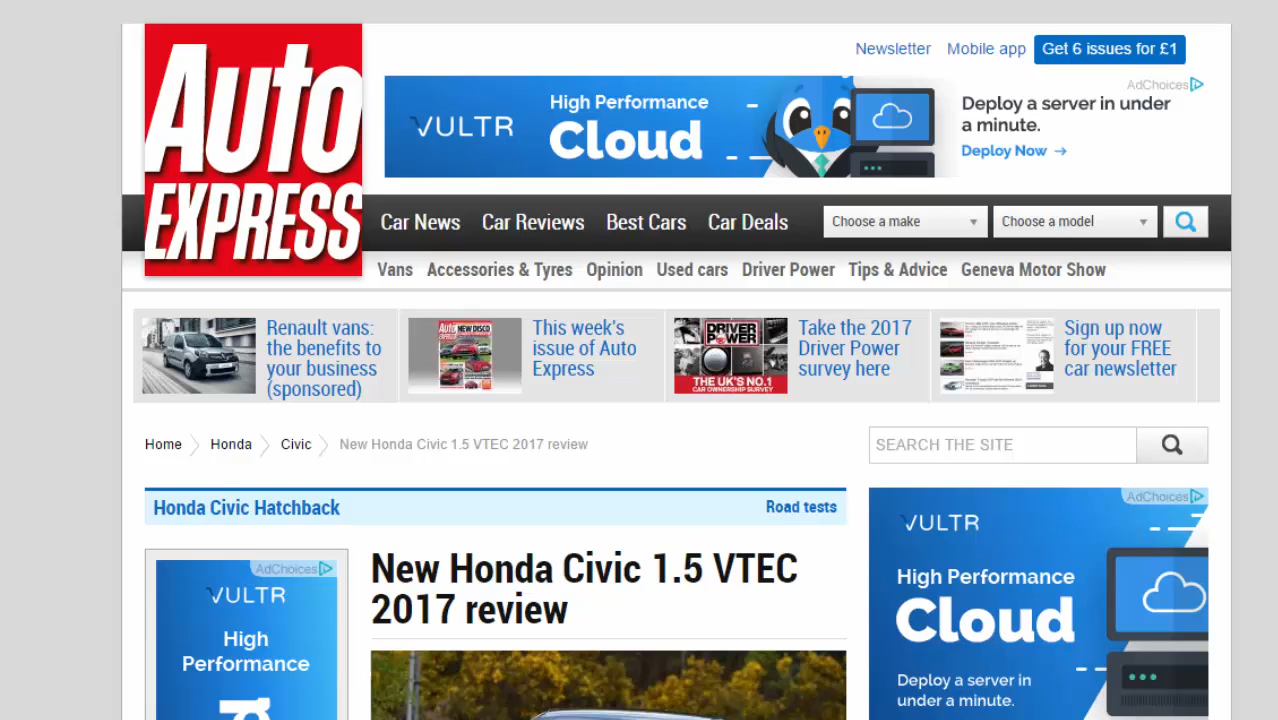 Auto
EXPRESS
Newsletter Mobile app Get 6 issues for £1
VULTR
High Performance
Cloud
AdChoices
Deploy a server in under
a minute.
Deploy Now →
Car News Car Reviews Best Cars Car Deals Choose a make Choose a model
Vans Accessories & Tyres Opinion Used cars Driver Power Tips & Advice Geneva Motor Show
Renault vans:
the benefits to
your business
(sponsored)
Auto NEW DISCO
EXPRESS
This week's
issue of Auto
Express
DRIVER
POWER
THE UK'S NO.1
CAR OWNERSHIP SURVEY
Take the 2017
Driver Power
survey here
Sign up now
for your FREE
car newsletter
Home Honda Civic New Honda Civic 1.5 VTEC 2017 review
SEARCH THE SITE
Honda Civic Hatchback Road tests
AdChoices
VULTR
High
Performance
New Honda Civic 1.5 VTEC
2017 review
AdChoices
VULTR
High Performance
Cloud
Deploy a server in
under a minute.